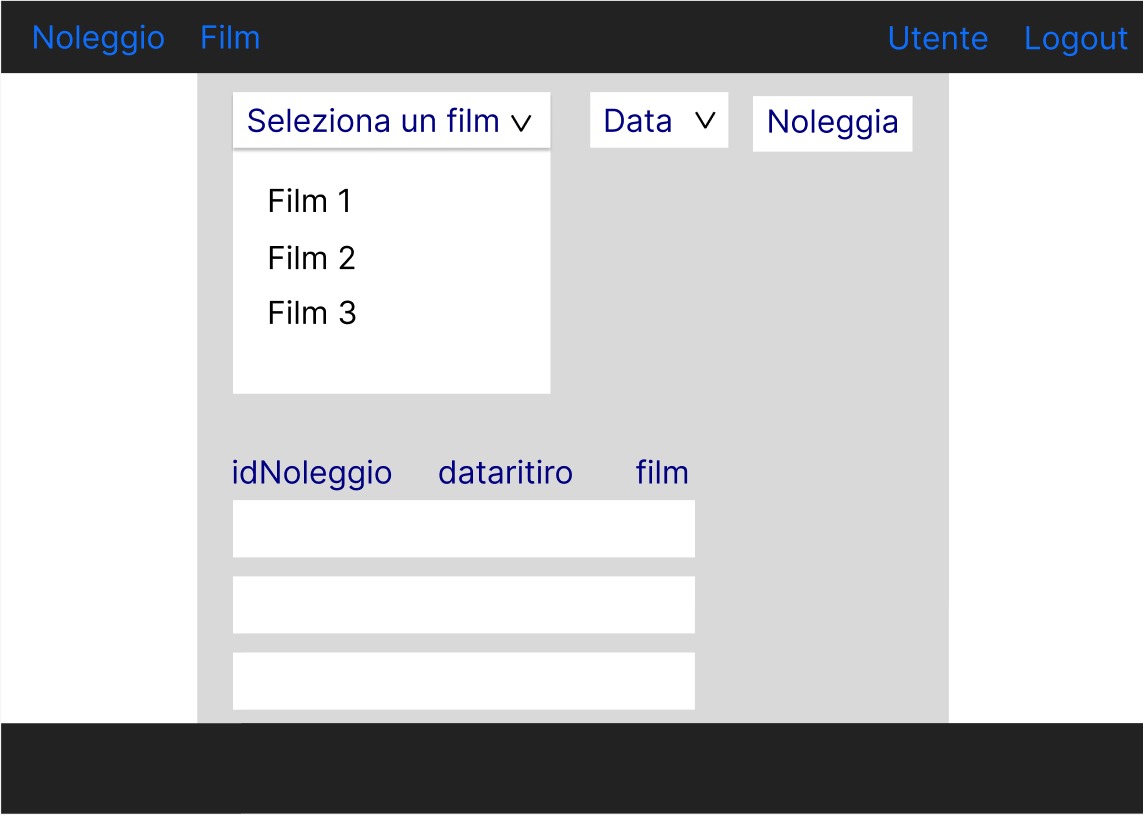 Noleggio Film Utente Logout
Seleziona un film Data Noleggia
Film 1
Film 2
Film 3
idNoleggio dataritiro film